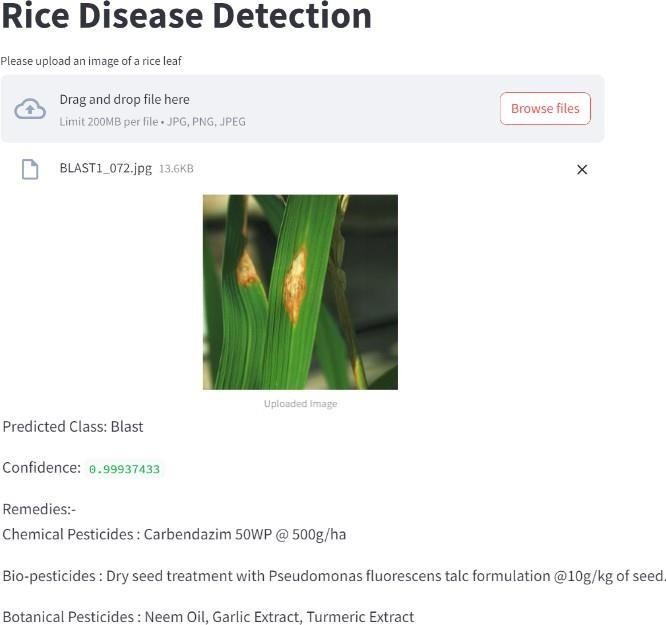 Rice Disease Detection
Please upload an image of a rice leaf
Drag and drop file here
Limit 200MB per file • JPG, PNG, JPEG
Browse files
BLAST1_072.jpg 13.6KB
Uploaded Image
Predicted Class: Blast
Confidence: 0.99937433
Remedies:-
Chemical Pesticides : Carbendazim 50WP @ 500g/ha
Bio-pesticides : Dry seed treatment with Pseudomonas fluorescens talc formulation @10g/kg of seed.
Botanical Pesticides : Neem Oil, Garlic Extract, Turmeric Extract